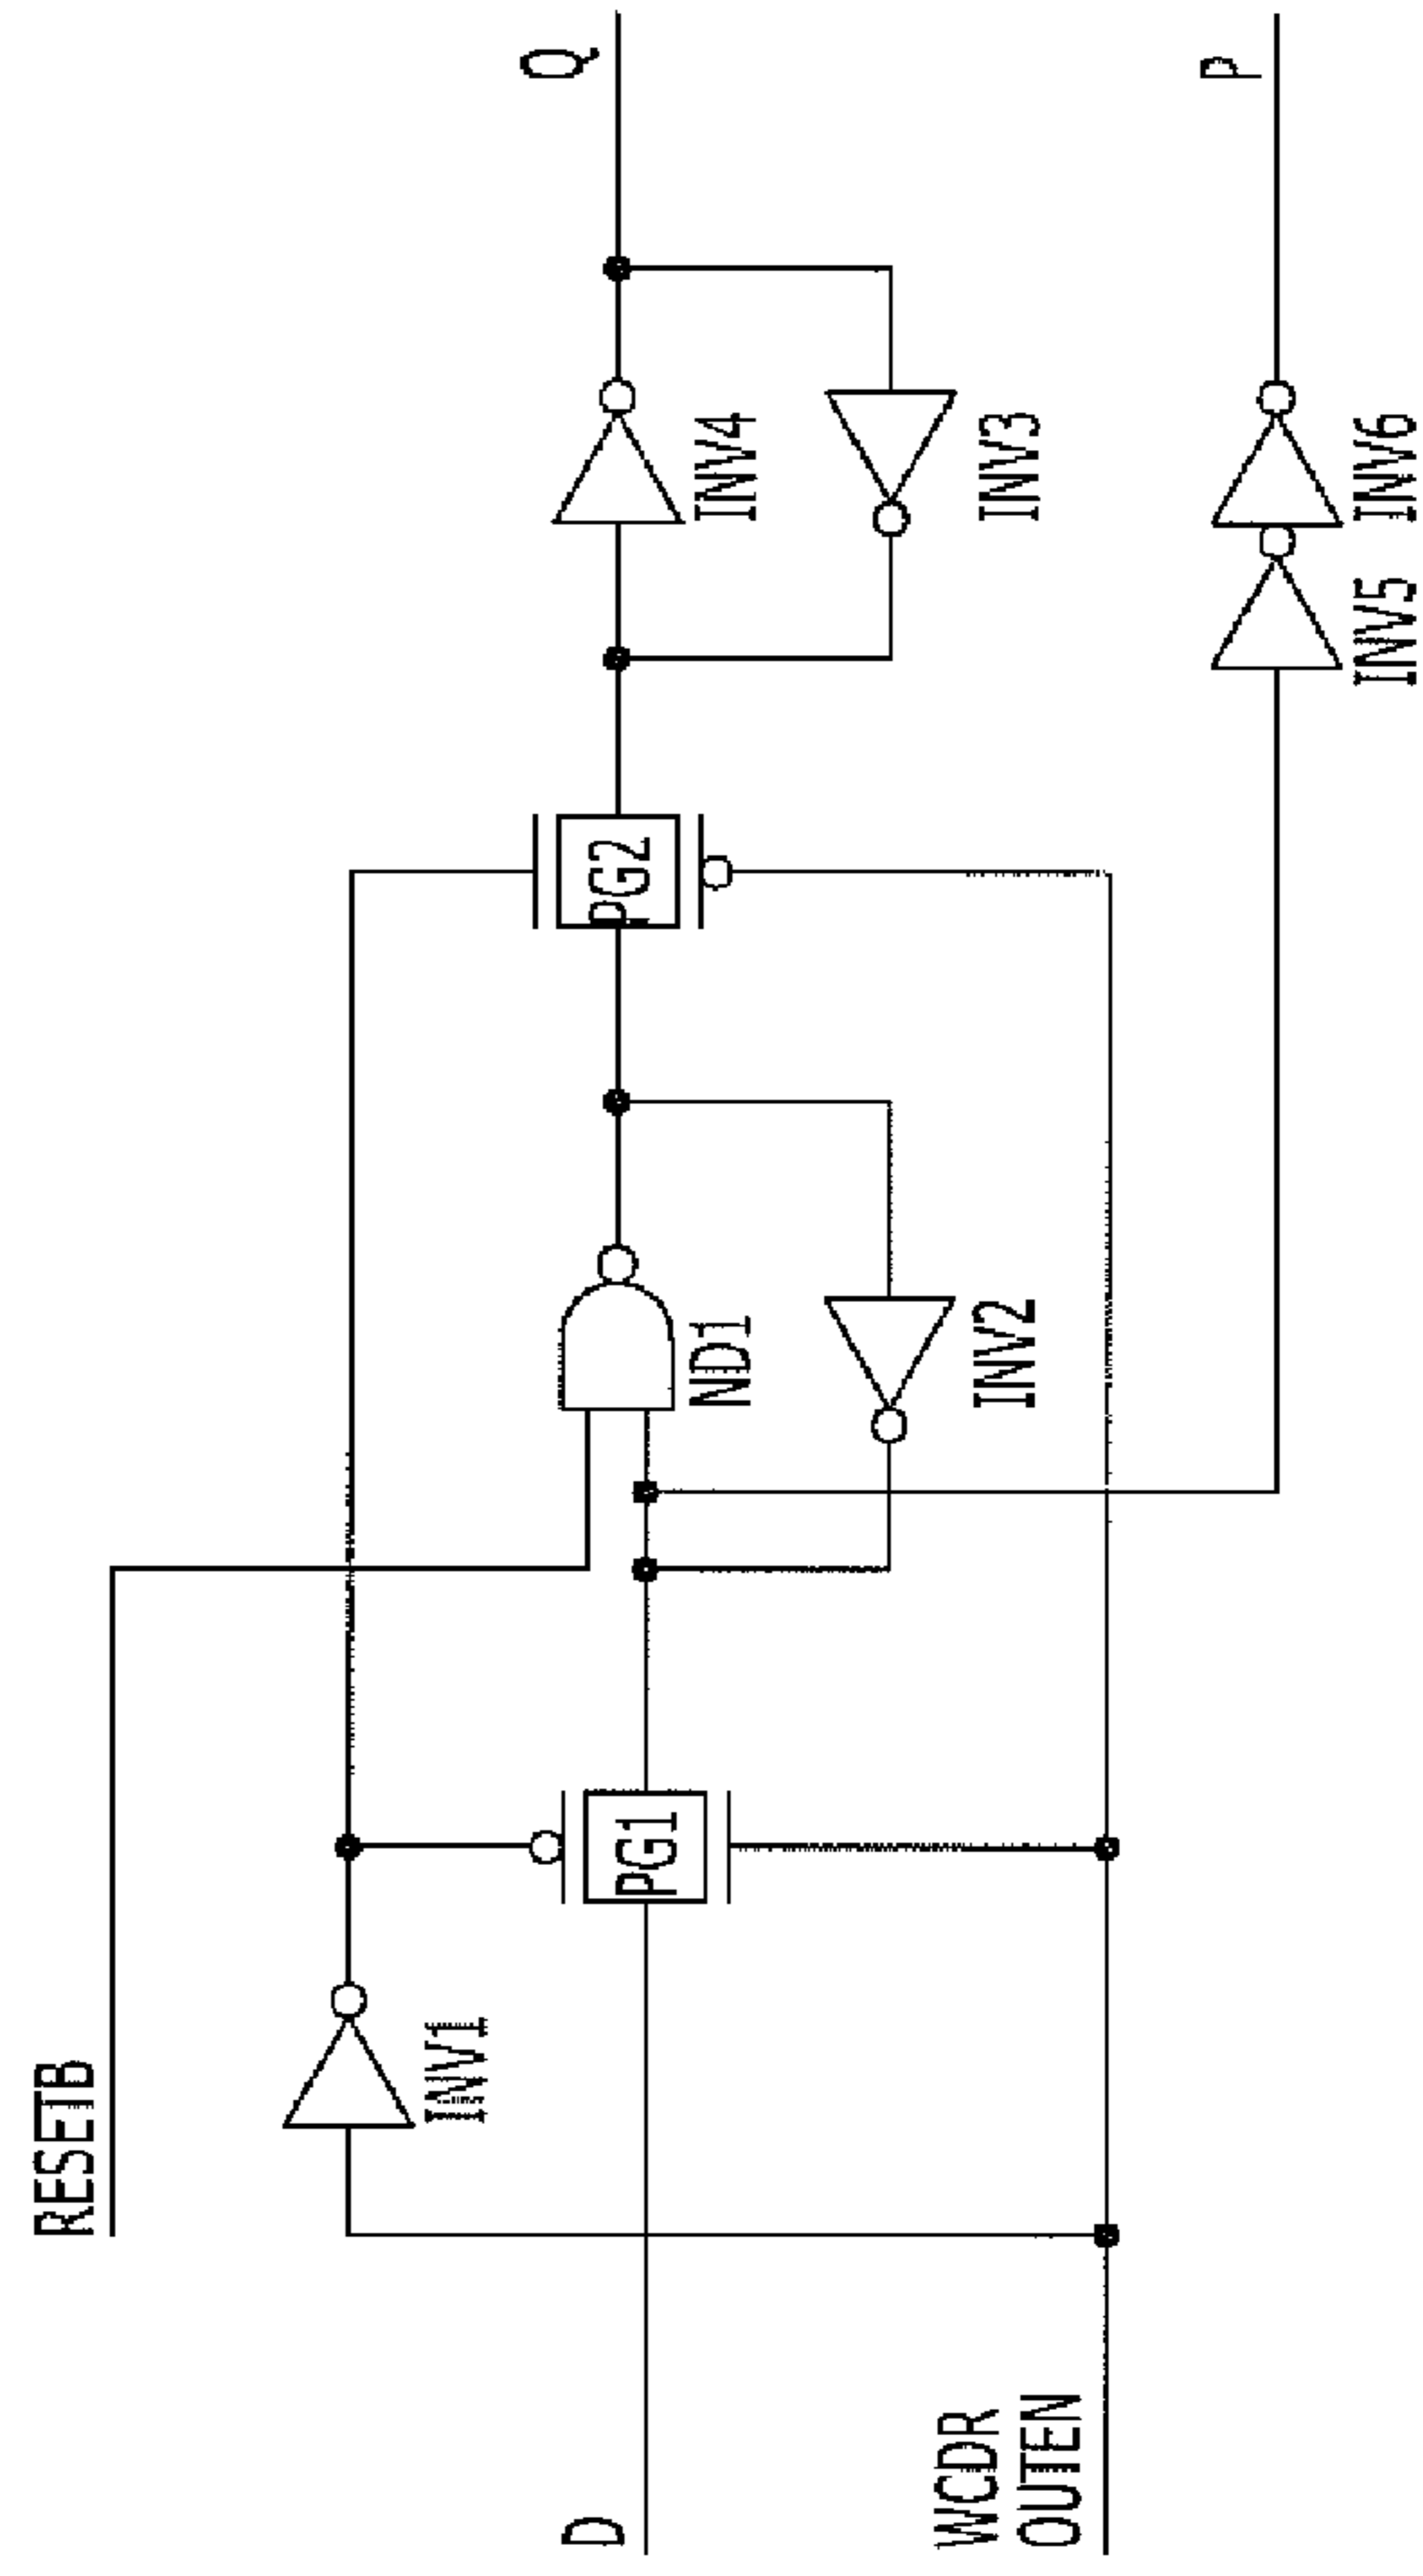 RESETB
INV1
PG1
D
WCDR
OUTEN
ND1
INV2
PG2
INV4
INV3
Q
INV5
INV6
P